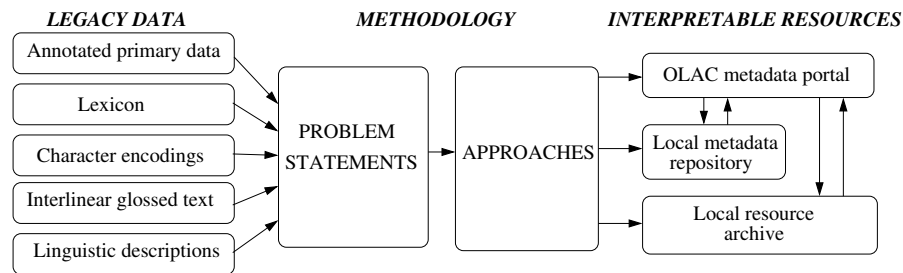 LEGACY DATA
METHODOLOGY
INTERPRETABLE RESOURCES
Annotated primary data
Lexicon
Character encodings
Interlinear glossed text
Linguistic descriptions
PROBLEM
STATEMENTS
APPROACHES
OLAC metadata portal
Local metadata
repository
Local resource
archive